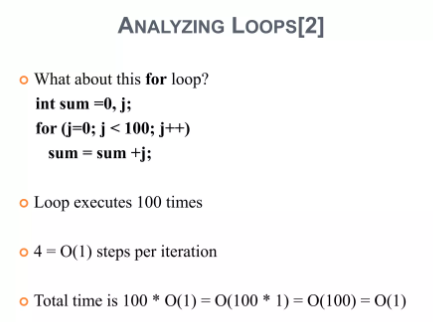 ANALYZING LOOPS[2]
What about this for loop?
int sum =0, j;
for (j=0; j < 100; j++)
sum = sum +j;
Loop executes 100 times
4 = O(1) steps per iteration
Total time is 100 * O(1) = O(100 * 1) = O(100) = O(1)